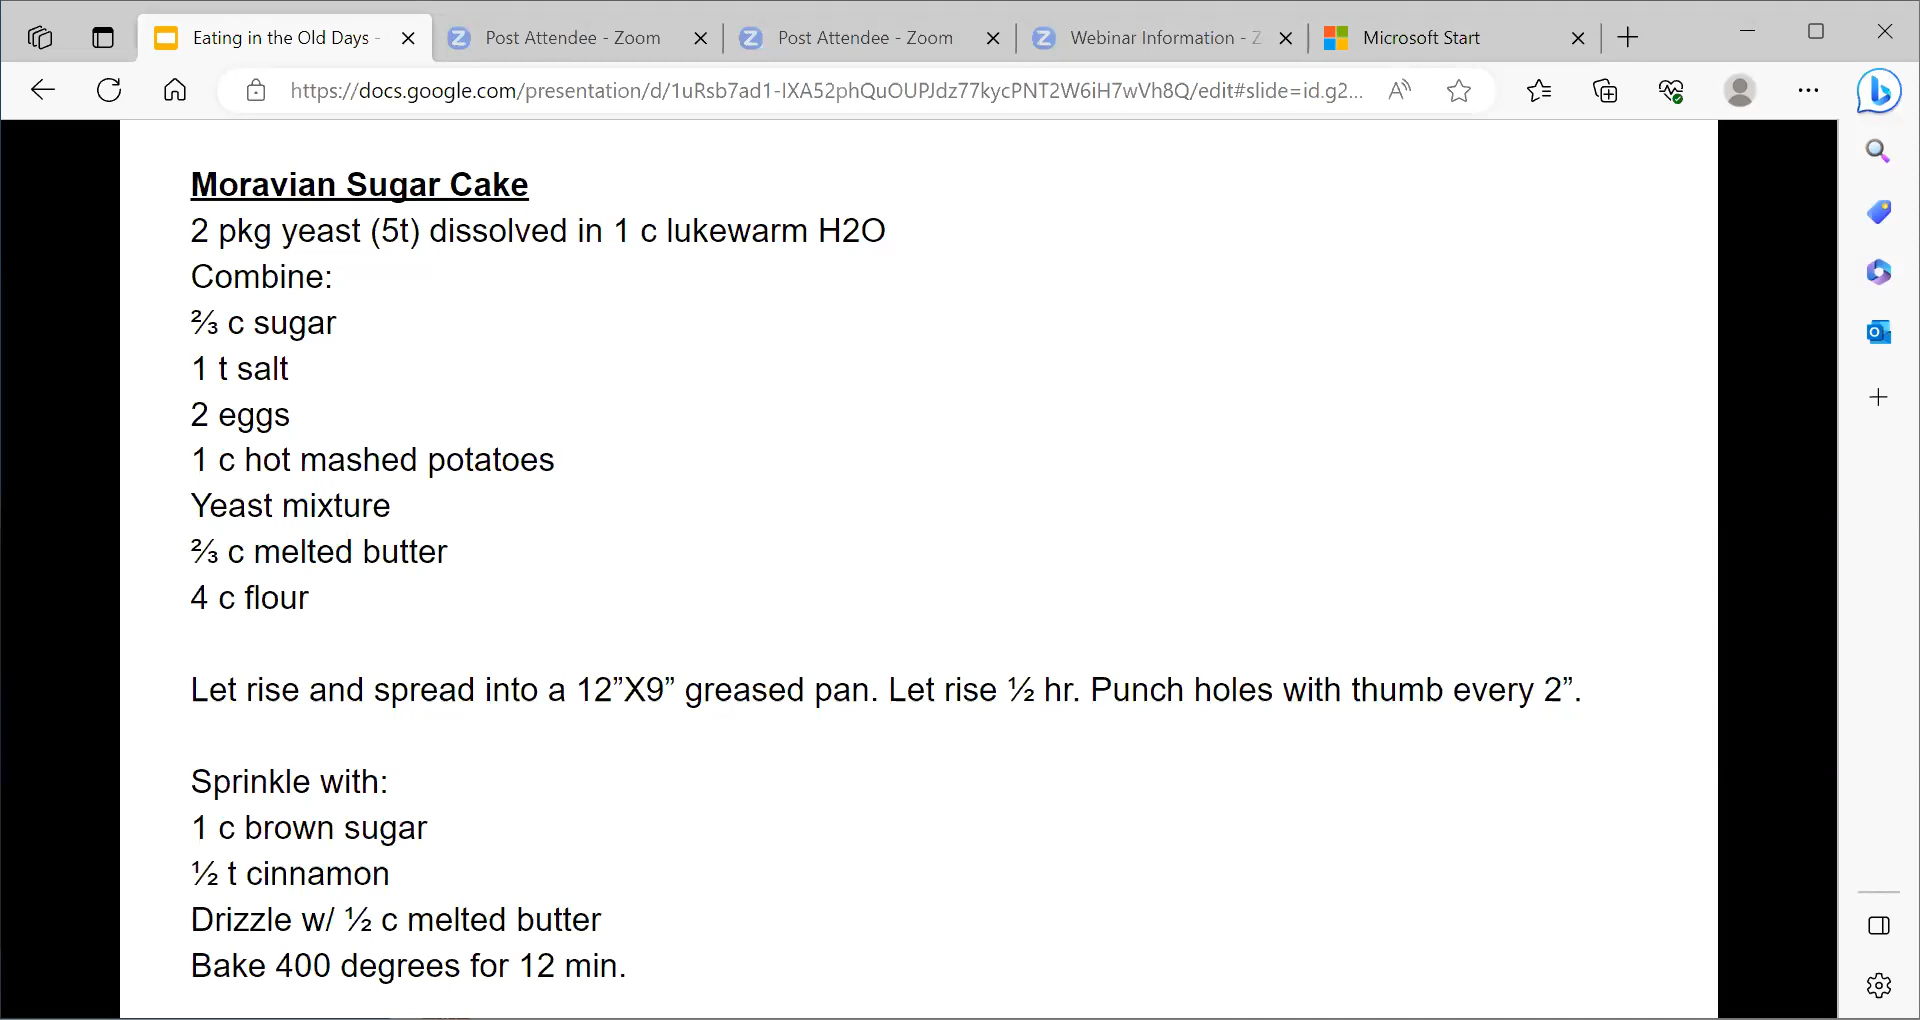 Eating in the Old Days -
Post Attendee - Zoom
Post Attendee - Zoom
Webinar Information - Z
Microsoft Start
https://docs.google.com/presentation/d/1uRsb7ad1-IXA52phQuOUPJdz77kycPNT2W6iH7wVh8Q/edit#slide=id.g2...
Moravian Sugar Cake
2 pkg yeast (5t) dissolved in 1 c lukewarm H2O
Combine:
⅔ c sugar
1 t salt
2 eggs
1 c hot mashed potatoes
Yeast mixture
⅔ c melted butter
4 c flour
Let rise and spread into a 12”X9” greased pan. Let rise ½ hr. Punch holes with thumb every 2”.
Sprinkle with:
1 c brown sugar
½ t cinnamon
Drizzle w/ ½ c melted butter
Bake 400 degrees for 12 min.